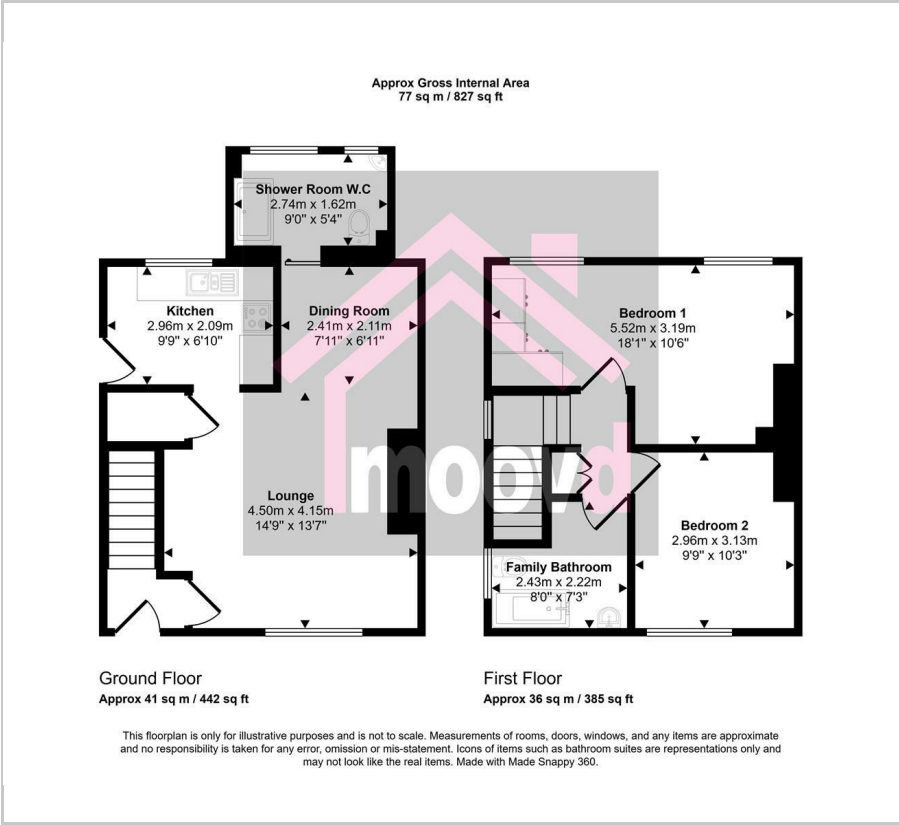 Approx Gross Internal Area
77 sq m / 827 sq ft
Shower Room W.C
2.74m x 1.62m
9'0" x 5'4"
Kitchen
2.96m x 2.09m
9'9" x 6'10"
Dining Room
2.41m x 2.11m
7'11" x 6'11"
Bedroom 1
5.52m x 3.19m
18'1" x 10'6"
moovd
Lounge
4.50m x 4.15m
14'9" x 13'7"
Bedroom 2
2.96m x 3.13m
9'9" x 10'3"
Family Bathroom
2.43m x 2.22m
8'0" x 7'3"
Ground Floor
Approx 41 sq m / 442 sq ft
First Floor
Approx 36 sq m / 385 sq ft
This floorplan is only for illustrative purposes and is not to scale. Measurements of rooms, doors, windows, and any items are approximate
and no responsibility is taken for any error, omission or mis-statement. Icons of items such as bathroom suites are representations only and
may not look like the real items. Made with Made Snappy 360.